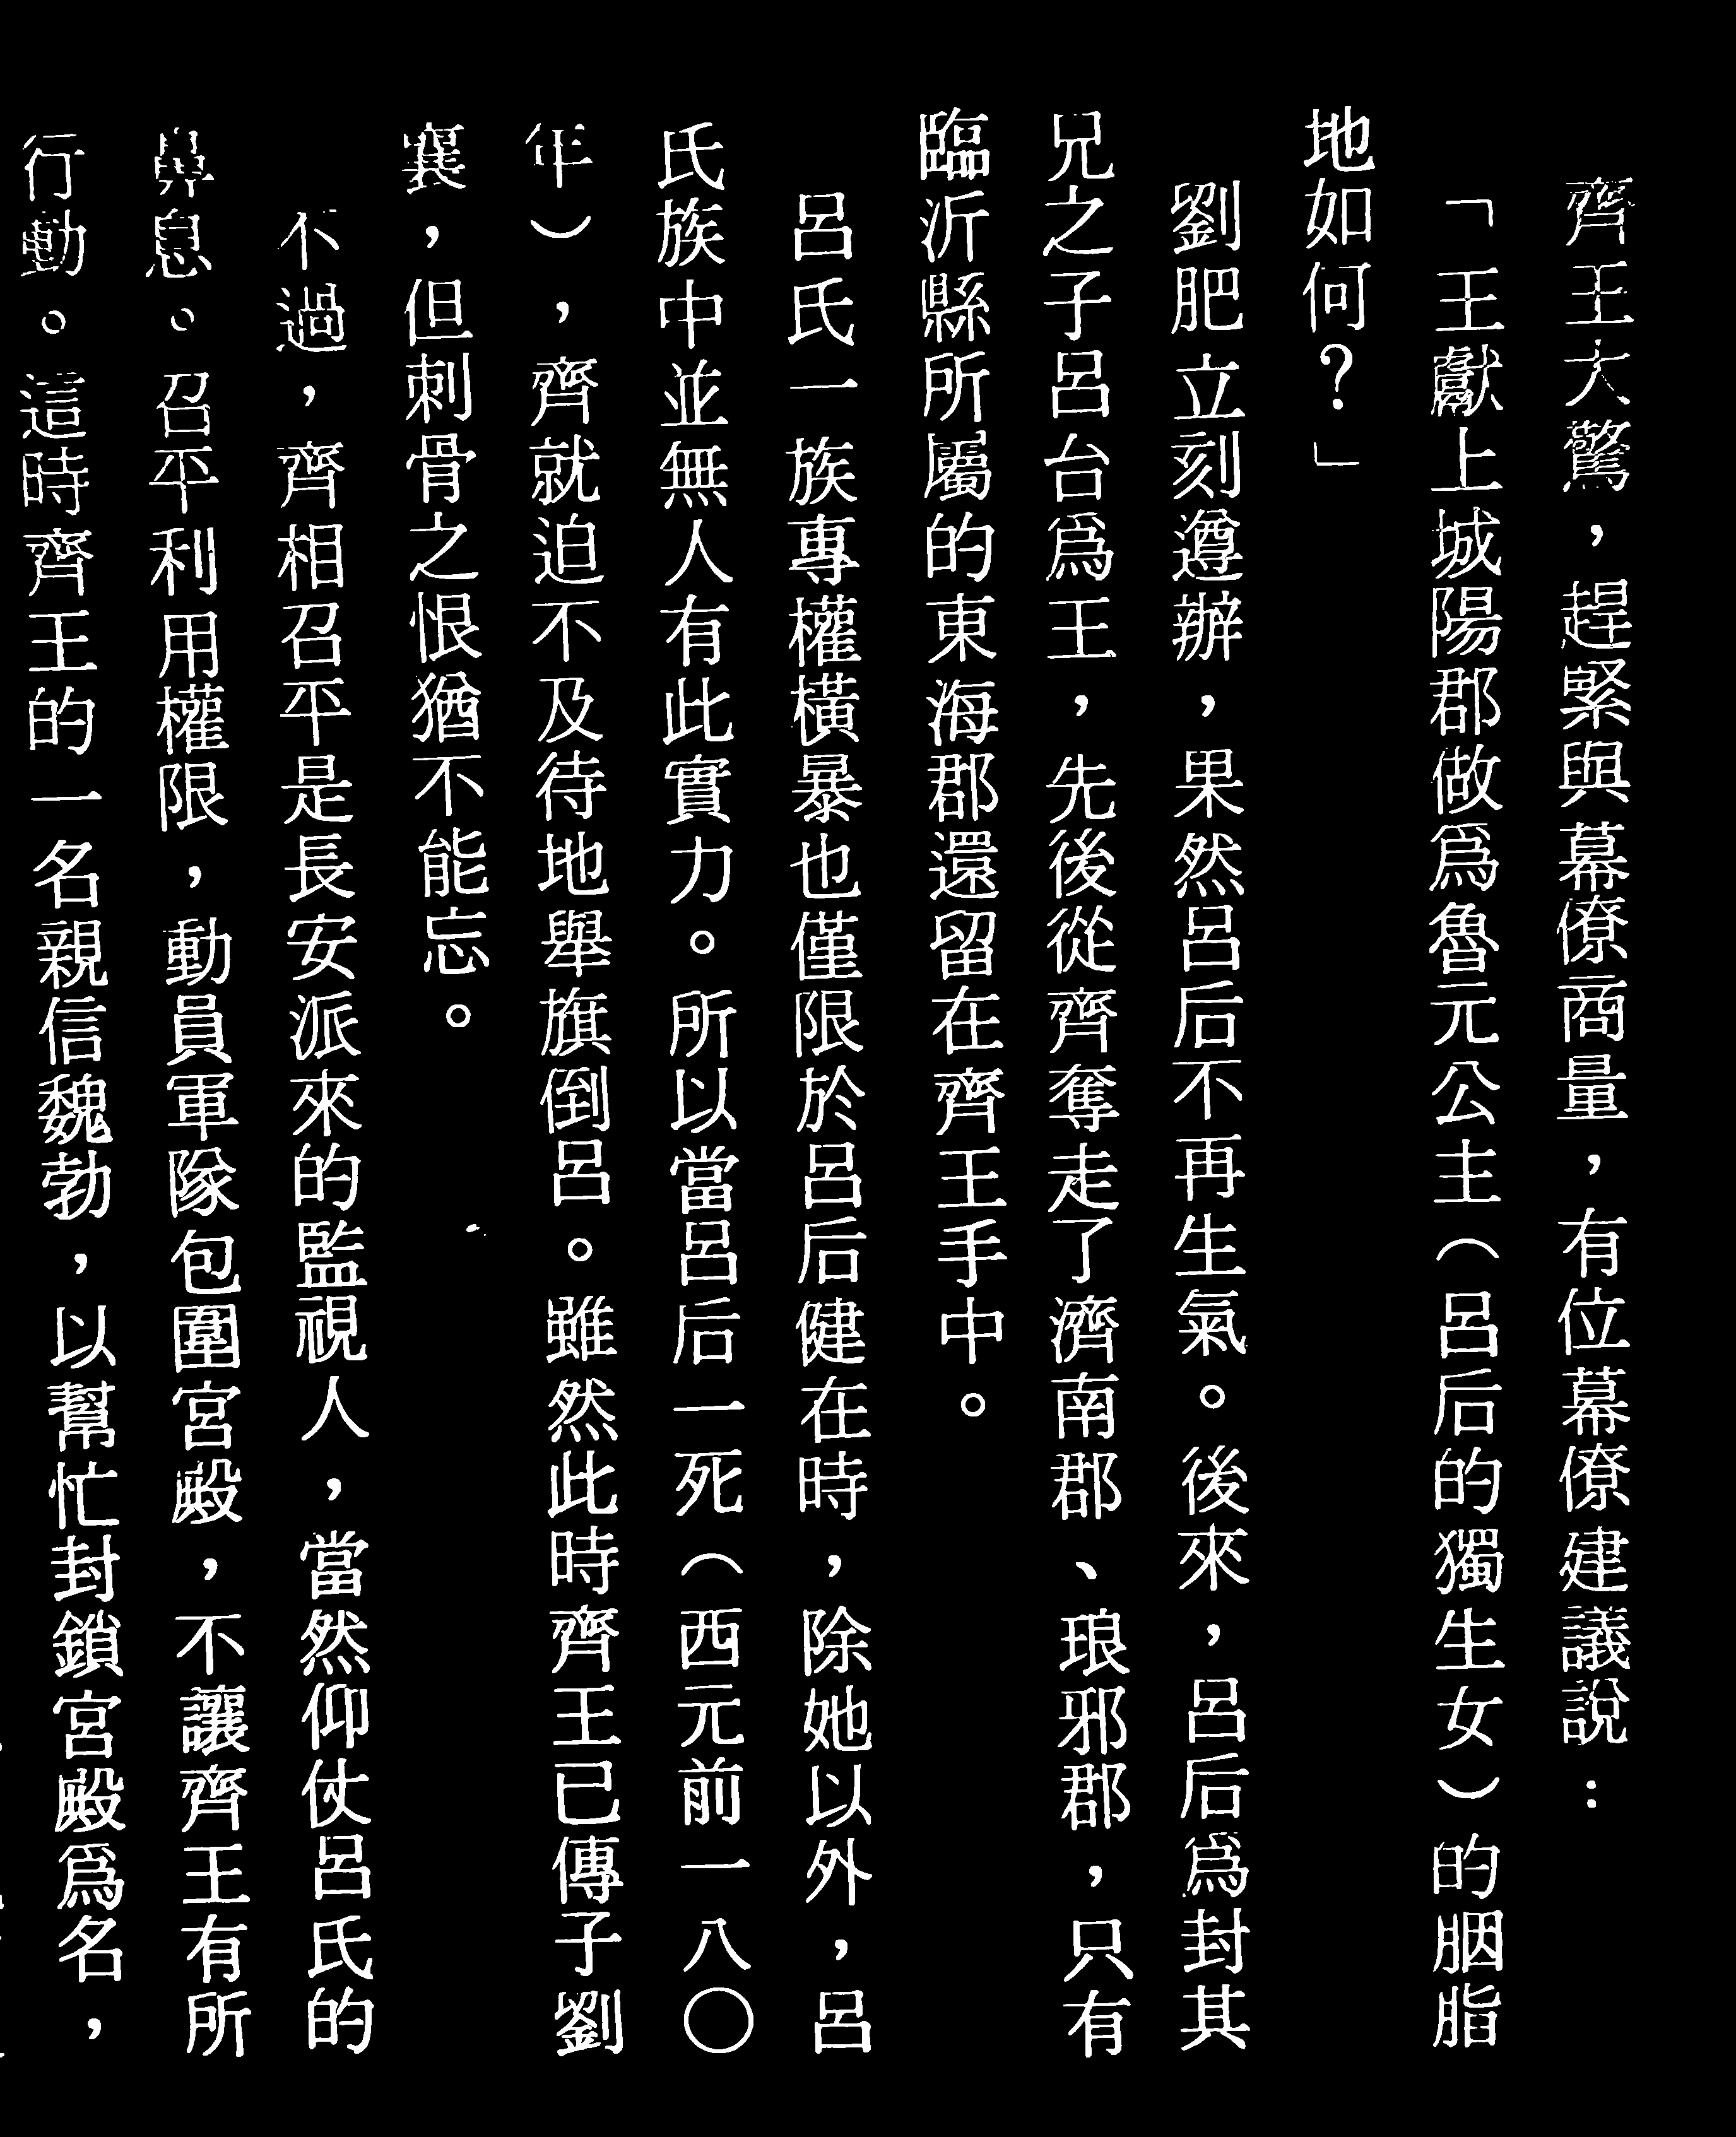 齊王大驚，趕緊與幕僚商量，有位幕僚建議說：
「王獻上城陽郡做爲魯元公主（呂后的獨生女）的胭脂
地如何？」
劉肥立刻遵辦，果然呂后不再生氣。後來，呂后爲封其
兄之子呂台爲王，先後從齊奪走了濟南郡、琅邪郡，只有
臨沂縣所屬的東海郡還留在齊王手中。
呂氏一族專權橫暴也僅限於呂后健在時，除她以外，呂
氏族中並無人有此實力。所以當呂后一死（西元前一八〇
年），齊就迫不及待地舉旗倒呂。雖然此時齊王已傳子劉
襄，但刺骨之恨猶不能忘。
不過，齊相召平是長安派來的監視人，當然仰仗呂氏的
鼻息。召平利用權限，動員軍隊包圍宮殿，不讓齊王有所
行動。這時齊王的一名親信魏勃，以幫忙封鎖宮殿爲名，